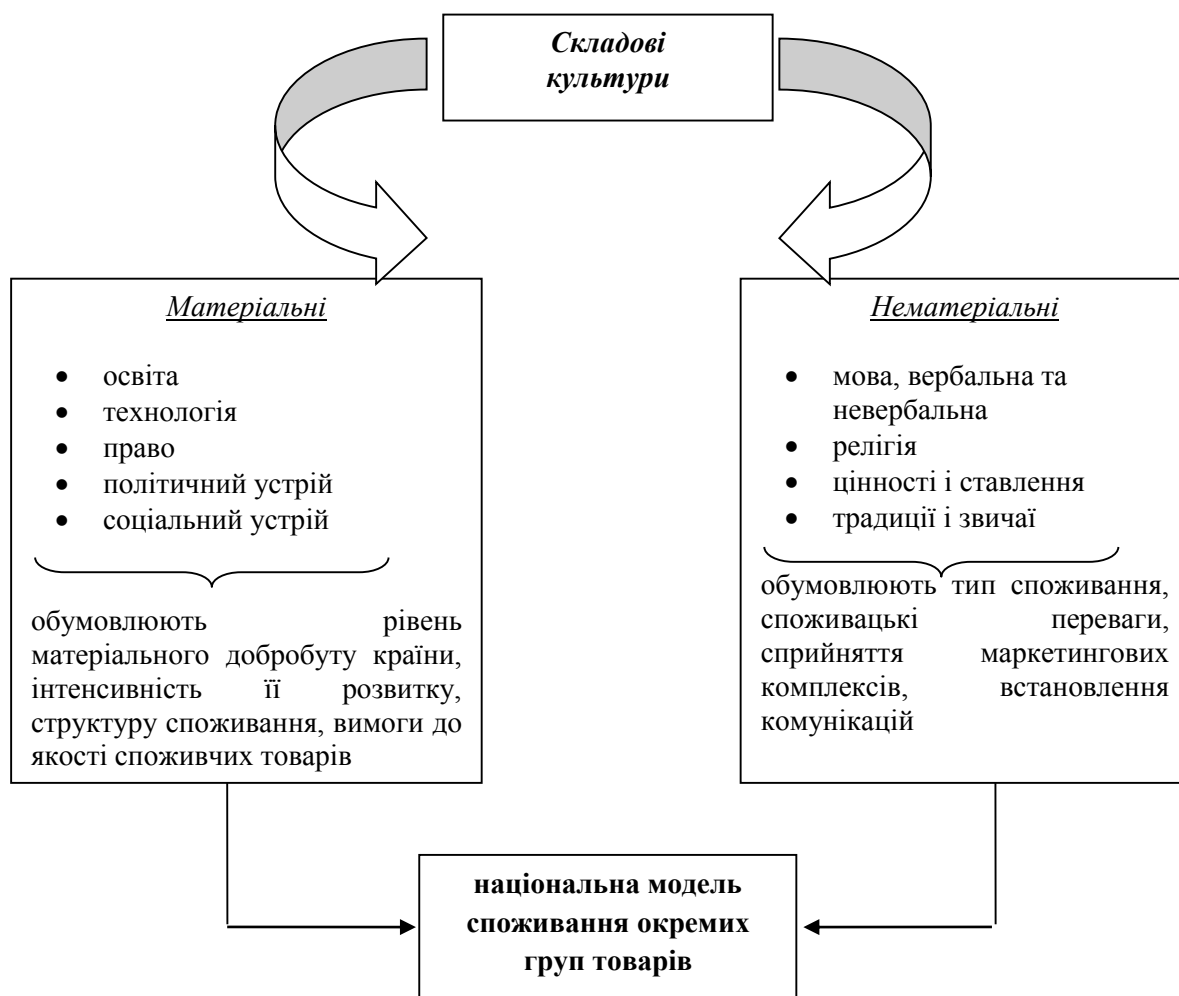 Складові
культури
Матеріальні
• освіта
• технологія
• право
• політичний устрій
• соціальний устрій
обумовлюють рівень
матеріального добробуту країни,
інтенсивність її розвитку,
структуру споживання, вимоги до
якості споживчих товарів
Нематеріальні
• мова, вербальна та
невербальна
• релігія
• цінності і ставлення
• традиції і звичаї
обумовлюють тип споживання,
споживацькі переваги,
сприйняття маркетингових
комплексів, встановлення
комунікацій
національна модель
споживання окремих
груп товарів